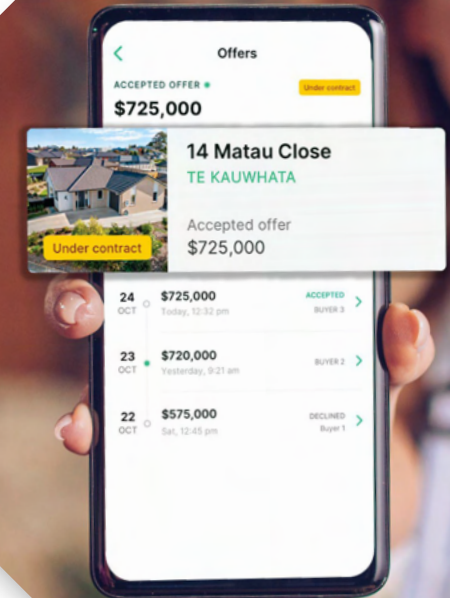 Offers
ACCEPTED OFFER
Under contract
$725,000
14 Matau Close
TE KAUWHATA
Under contract
Accepted offer
$725,000
24 $725,000 ACCEPTED
OCT Today, 12:32 pm BUYER 3
23 $720,000
OCT Yesterday, 9:21 am BUYER 2
22 $575,000 DECLINED
OCT Sat, 12:45 pm Buyer 1